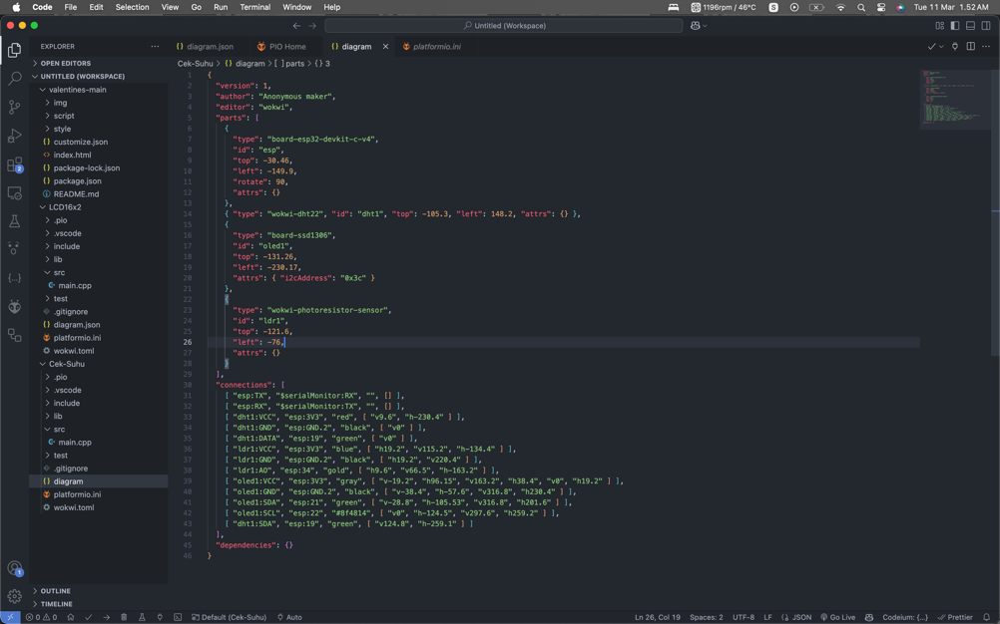 Code File Edit Selection View Go Run Terminal Window Help 1196rpm / 46°C S Tue 11 Mar 1.52 AM
Untitled (Workspace)
EXPLORER ...
diagram.json PIO Home diagram platformio.ini
Cek-Suhu > {} diagram > [ ] parts > {} 3
OPEN EDITORS
UNTITLED (WORKSPACE)
valentines-main
img
script
style
customize.json
index.html
package-lock.json
package.json
README.md
LCD16x2
.pio
.vscode
include
lib
src
main.cpp
test
.gitignore
diagram.json
platformio.ini
wokwi.toml
Cek-Suhu
.pio
.vscode
include
lib
src
main.cpp
test
.gitignore
diagram
platformio.ini
wokwi.toml
OUTLINE
TIMELINE
2
1
1 {
2 "version": 1,
3 "author": "Anonymous maker",
4 "editor": "wokwi",
5 "parts": [
6 {
7 "type": "board-esp32-devkit-c-v4",
8 "id": "esp",
9 "top": -30.46,
10 "left": -149.9,
11 "rotate": 90,
12 "attrs": {}
13 },
14 { "type": "wokwi-dht22", "id": "dht1", "top": -105.3, "left": 148.2, "attrs": {} },
15 {
16 "type": "board-ssd1306",
17 "id": "oled1",
18 "top": -131.26,
19 "left": -230.17,
20 "attrs": { "i2cAddress": "0x3c" }
21 },
22 {
23 "type": "wokwi-photoresistor-sensor",
24 "id": "ldr1",
25 "top": -121.6,
26 "left": -76,
27 "attrs": {}
28 }
29 ],
30 "connections": [
31 [ "esp:TX", "$serialMonitor:RX", "", [] ],
32 [ "esp:RX", "$serialMonitor:TX", "", [] ],
33 [ "dht1:VCC", "esp:3V3", "red", [ "v9.6", "h-230.4" ] ],
34 [ "dht1:GND", "esp:GND.2", "black", [ "v0" ] ],
35 [ "dht1:DATA", "esp:19", "green", [ "v0" ] ],
36 [ "ldr1:VCC", "esp:3V3", "blue", [ "h19.2", "v115.2", "h-134.4" ] ],
37 [ "ldr1:GND", "esp:GND.2", "black", [ "h19.2", "v220.4" ] ],
38 [ "ldr1:AO", "esp:34", "gold", [ "h9.6", "v66.5", "h-163.2" ] ],
39 [ "oled1:VCC", "esp:3V3", "gray", [ "v-19.2", "h96.15", "v163.2", "h38.4", "v0", "h19.2" ] ],
40 [ "oled1:GND", "esp:GND.2", "black", [ "v-38.4", "h-57.6", "v316.8", "h230.4" ] ],
41 [ "oled1:SDA", "esp:21", "green", [ "v-28.8", "h-105.53", "v316.8", "h201.6" ] ],
42 [ "oled1:SCL", "esp:22", "#8f4814", [ "v0", "h-124.5", "v297.6", "h259.2" ] ],
43 [ "dht1:SDA", "esp:19", "green", [ "v124.8", "h-259.1" ] ]
44 ],
45 "dependencies": {}
46 }
0 0 Default (Cek-Suhu) Auto Ln 26, Col 19 Spaces: 2 UTF-8 LF {} JSON Go Live Codeium: {...} Prettier